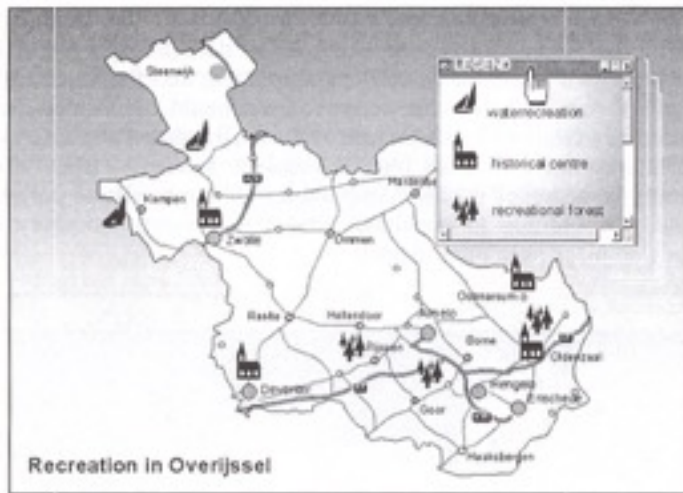 Steenwijk
LEGEND
waterrecreation
historical centre
recreational forest
Kampen
Zwolle
Ommen
Raalte
Hellendoorn
Almelo
Borne
Oldenzaal
Rijssen
Deventer
Hengelo
Enschede
Goor
Haaksbergen
Recreation in Overijssel